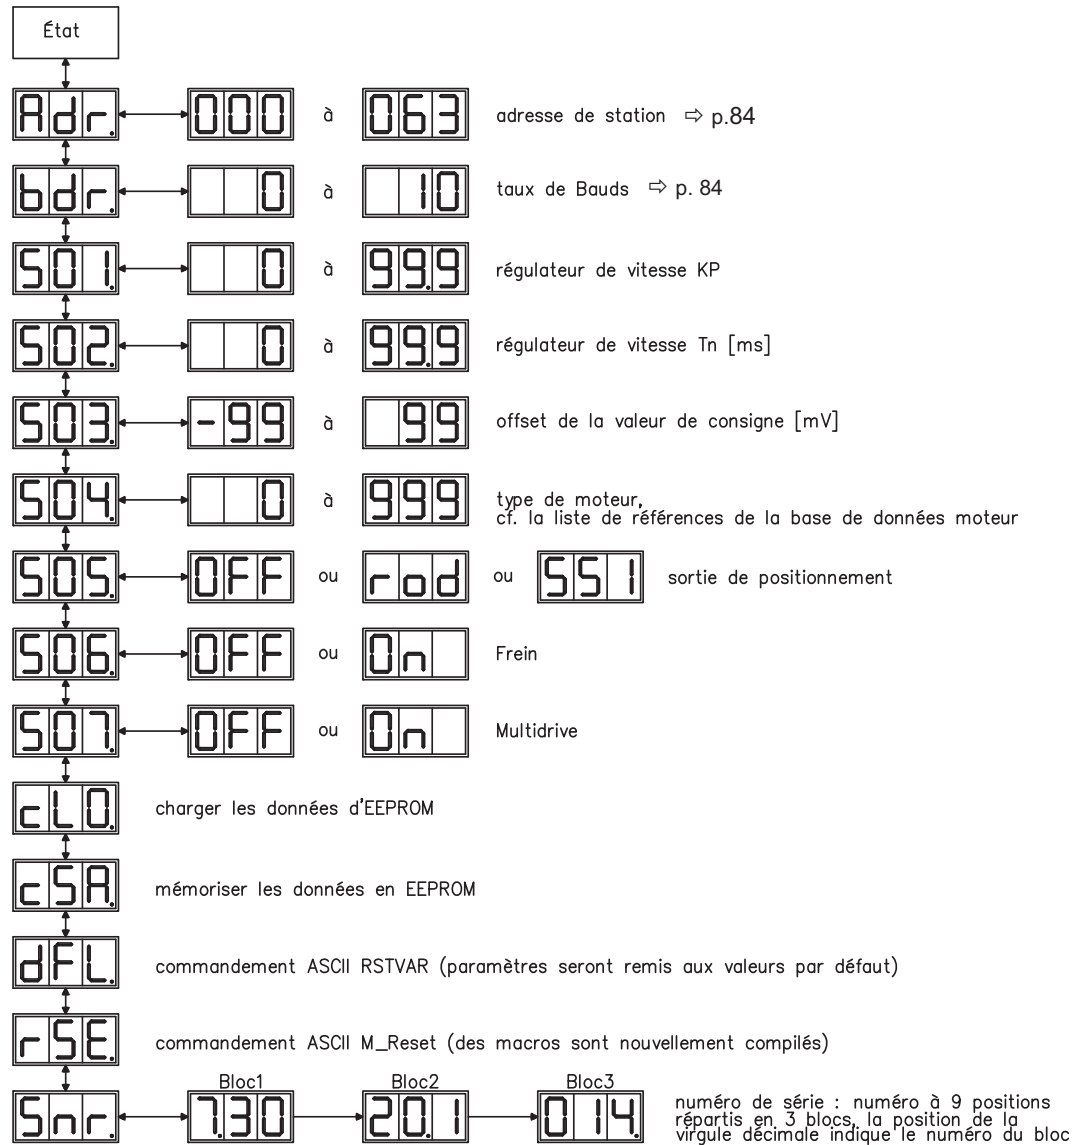 État
Adr. 000 à 063 adresse de station ⇨ p.84
bdr. 0 à 10 taux de Bauds ⇨ p. 84
S01. 0 à 99.9 régulateur de vitesse KP
S02. 0 à 99.9 régulateur de vitesse Tn [ms]
S03. -99 à 99 offset de la valeur de consigne [mV]
S04. 0 à 999 type de moteur,
cf. la liste de références de la base de données moteur
S05. OFF ou rod ou SS1 sortie de positionnement
S06. OFF ou On Frein
S07. OFF ou On Multidrive
cLO. charger les données d'EEPROM
cSA. mémoriser les données en EEPROM
dFL. commandement ASCII RSTVAR (paramètres seront remis aux valeurs par défaut)
rSE. commandement ASCII M_Reset (des macros sont nouvellement compilés)
Bloc1 Bloc2 Bloc3
Snr. 7.30 20.1 014. numéro de série : numéro à 9 positions
répartis en 3 blocs, la position de la
virgule décimale indique le numéro du bloc